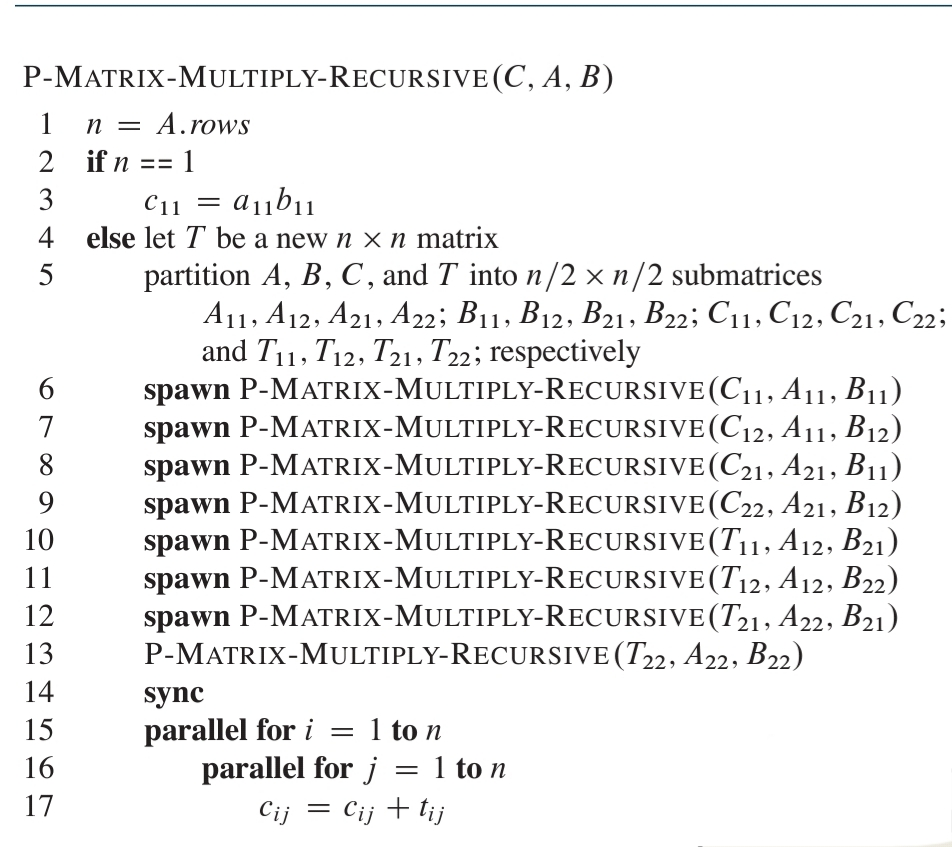 P-MATRIX-MULTIPLY-RECURSIVE(C, A, B)
1 n = A.rows
2 if n == 1
3 c₁₁ = a₁₁b₁₁
4 else let T be a new n × n matrix
5 partition A, B, C, and T into n/2 × n/2 submatrices
A₁₁, A₁₂, A₂₁, A₂₂; B₁₁, B₁₂, B₂₁, B₂₂; C₁₁, C₁₂, C₂₁, C₂₂;
and T₁₁, T₁₂, T₂₁, T₂₂; respectively
6 spawn P-MATRIX-MULTIPLY-RECURSIVE(C₁₁, A₁₁, B₁₁)
7 spawn P-MATRIX-MULTIPLY-RECURSIVE(C₁₂, A₁₁, B₁₂)
8 spawn P-MATRIX-MULTIPLY-RECURSIVE(C₂₁, A₂₁, B₁₁)
9 spawn P-MATRIX-MULTIPLY-RECURSIVE(C₂₂, A₂₁, B₁₂)
10 spawn P-MATRIX-MULTIPLY-RECURSIVE(T₁₁, A₁₂, B₂₁)
11 spawn P-MATRIX-MULTIPLY-RECURSIVE(T₁₂, A₁₂, B₂₂)
12 spawn P-MATRIX-MULTIPLY-RECURSIVE(T₂₁, A₂₂, B₂₁)
13 P-MATRIX-MULTIPLY-RECURSIVE(T₂₂, A₂₂, B₂₂)
14 sync
15 parallel for i = 1 to n
16 parallel for j = 1 to n
17 cᵢⱼ = cᵢⱼ + tᵢⱼ